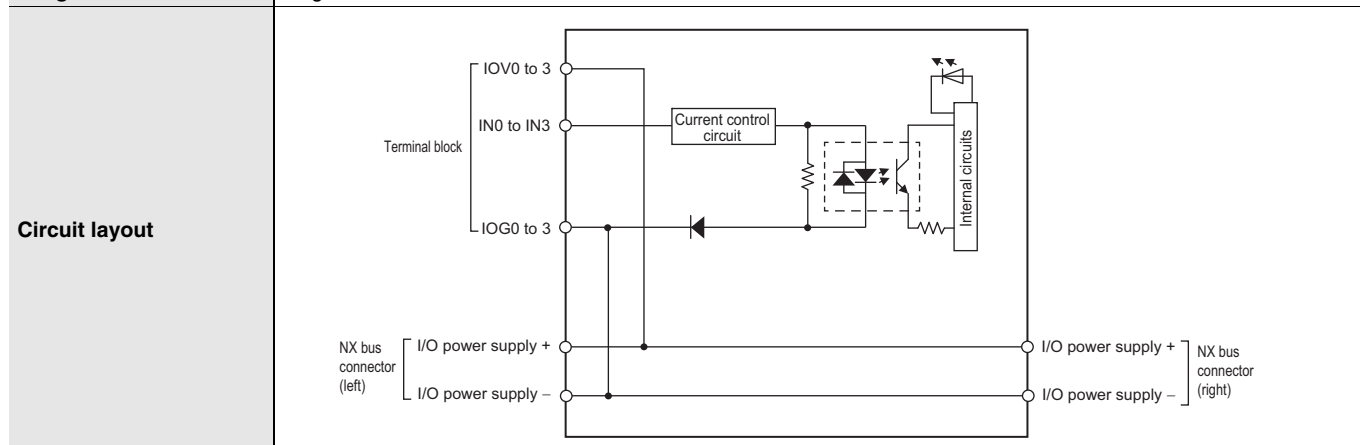 Circuit layout
Terminal block
IOV0 to 3
IN0 to IN3
IOG0 to 3
Current control
circuit
Internal circuits
NX bus
connector
(left)
I/O power supply +
I/O power supply −
I/O power supply +
I/O power supply −
NX bus
connector
(right)